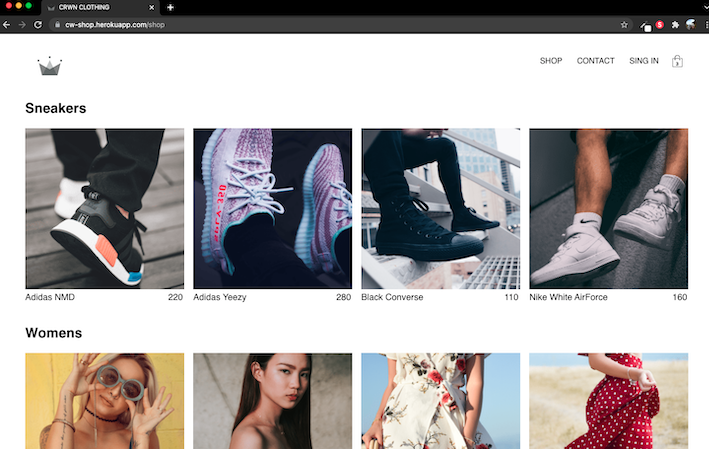 CRWN CLOTHING
cw-shop.herokuapp.com/shop
SHOP CONTACT SING IN
Sneakers
Adidas NMD 220
Adidas Yeezy 280
Black Converse 110
Nike White AirForce 160
Womens